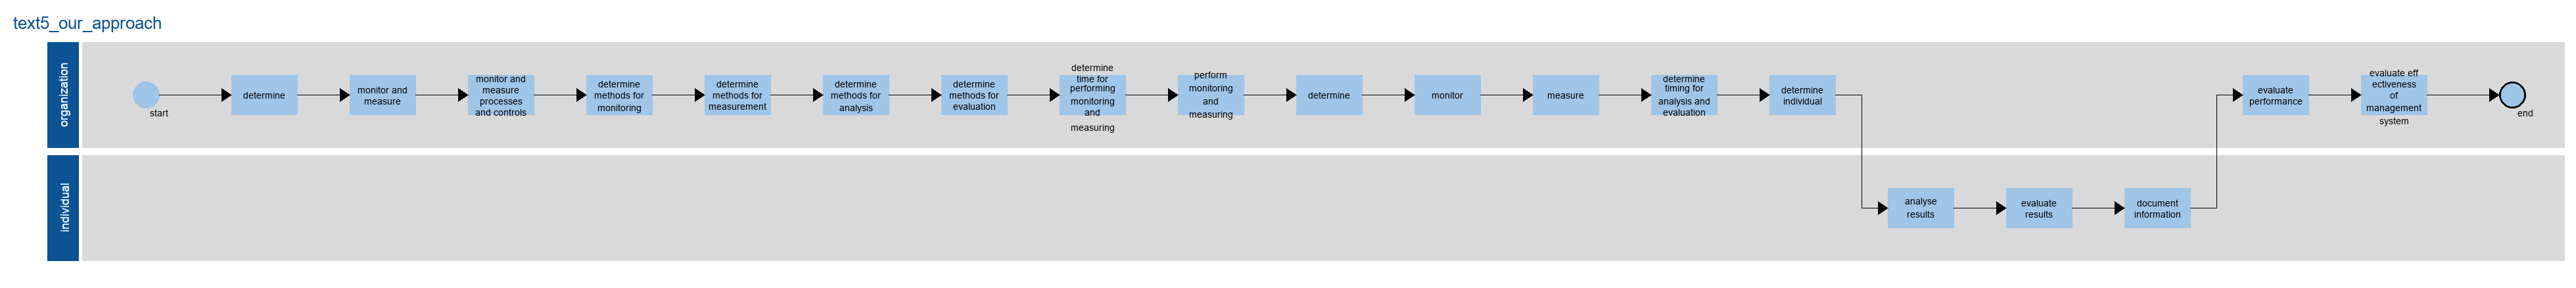 text5_our_approach
organization
start
determine
monitor and
measure
monitor and
measure
processes
and controls
determine
methods for
monitoring
determine
methods for
measurement
determine
methods for
analysis
determine
methods for
evaluation
determine
time for
performing
monitoring
and
measuring
perform
monitoring
and
measuring
determine
monitor
measure
determine
timing for
analysis and
evaluation
determine
individual
evaluate
performance
evaluate eff
ectiveness
of
management
system
end
individual
analyse
results
evaluate
results
document
information